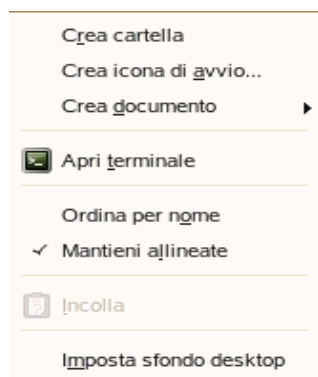 Crea cartella
Crea icona di avvio...
Crea documento
Apri terminale
Ordina per nome
Mantieni allineate
Incolla
Imposta sfondo desktop